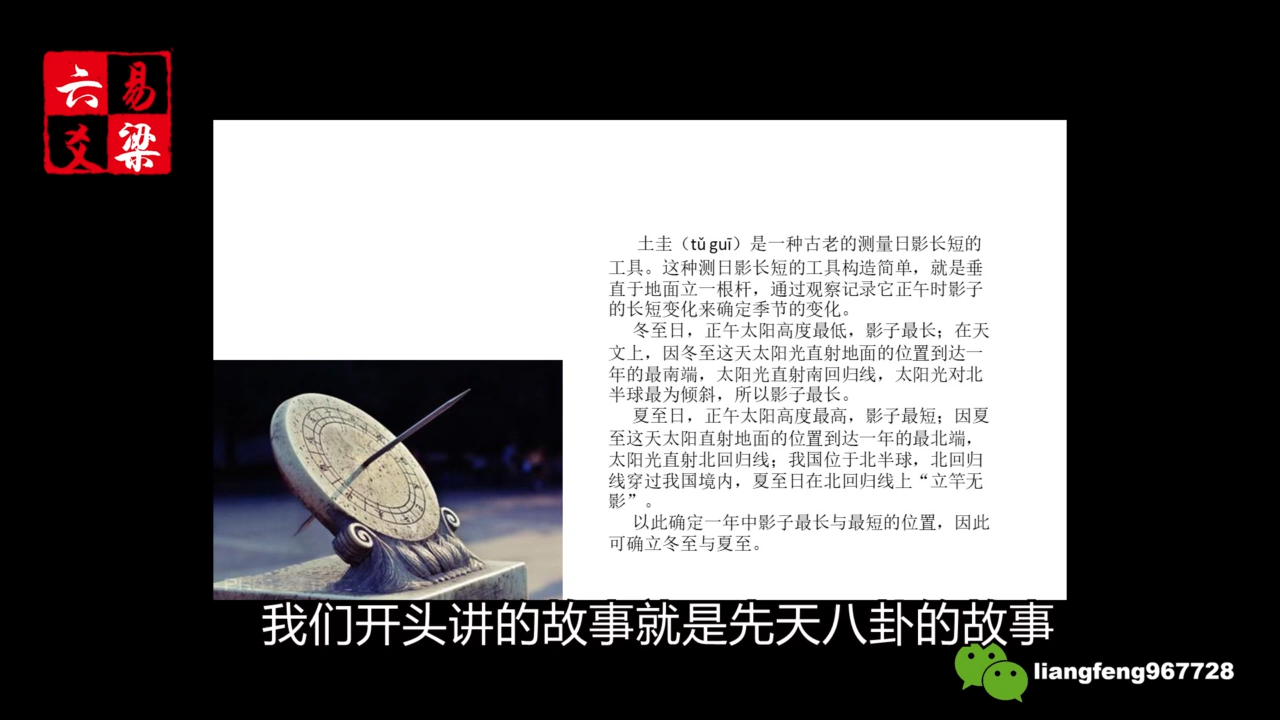 六易
爻梁
土圭（tǔ guī）是一种古老的测量日影长短的
工具。这种测日影长短的工具构造简单，就是垂
直于地面立一根杆，通过观察记录它正午时影子
的长短变化来确定季节的变化。
冬至日，正午太阳高度最低，影子最长；在天
文上，因冬至这天太阳光直射地面的位置到达一
年的最南端，太阳光直射南回归线，太阳光对北
半球最为倾斜，所以影子最长。
夏至日，正午太阳高度最高，影子最短；因夏
至这天太阳直射地面的位置到达一年的最北端，
太阳光直射北回归线；我国位于北半球，北回归
线穿过我国境内，夏至日在北回归线上“立竿无
影”。
以此确定一年中影子最长与最短的位置，因此
可确立冬至与夏至。
我们开头讲的故事就是先天八卦的故事
liangfeng967728